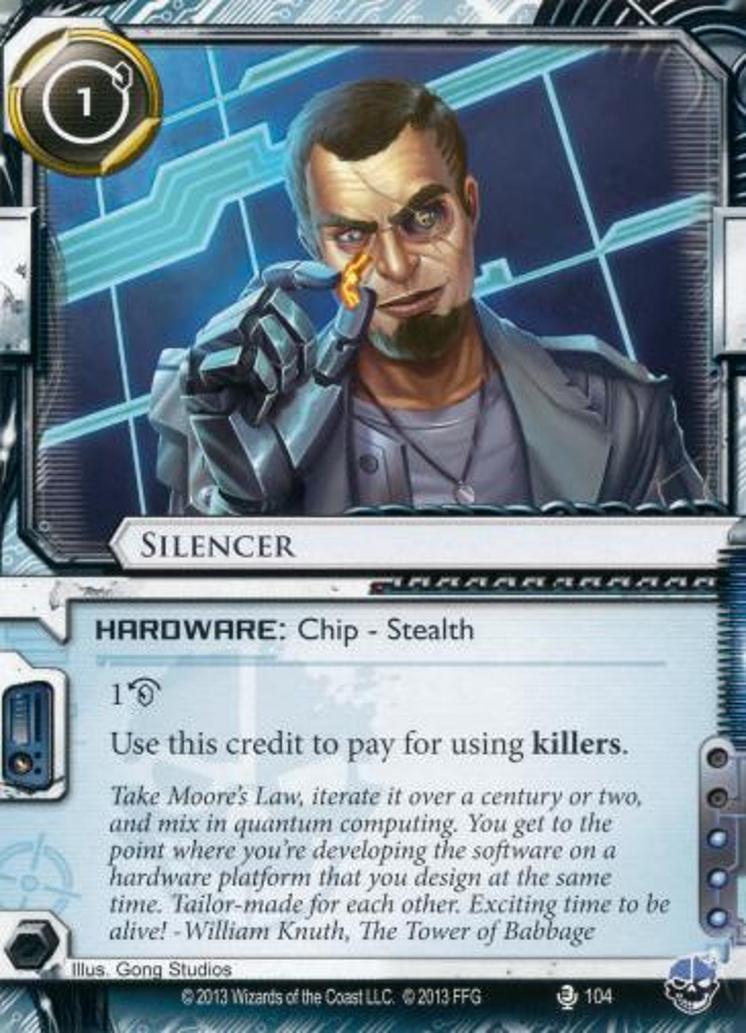 1
SILENCER
HARDWARE: Chip - Stealth
1
Use this credit to pay for using killers.
Take Moore's Law, iterate it over a century or two,
and mix in quantum computing. You get to the
point where you're developing the software on a
hardware platform that you design at the same
time. Tailor-made for each other. Exciting time to be
alive! -William Knuth, The Tower of Babbage
Illus. Gong Studios
© 2013 Wizards of the Coast LLC. © 2013 FFG
104